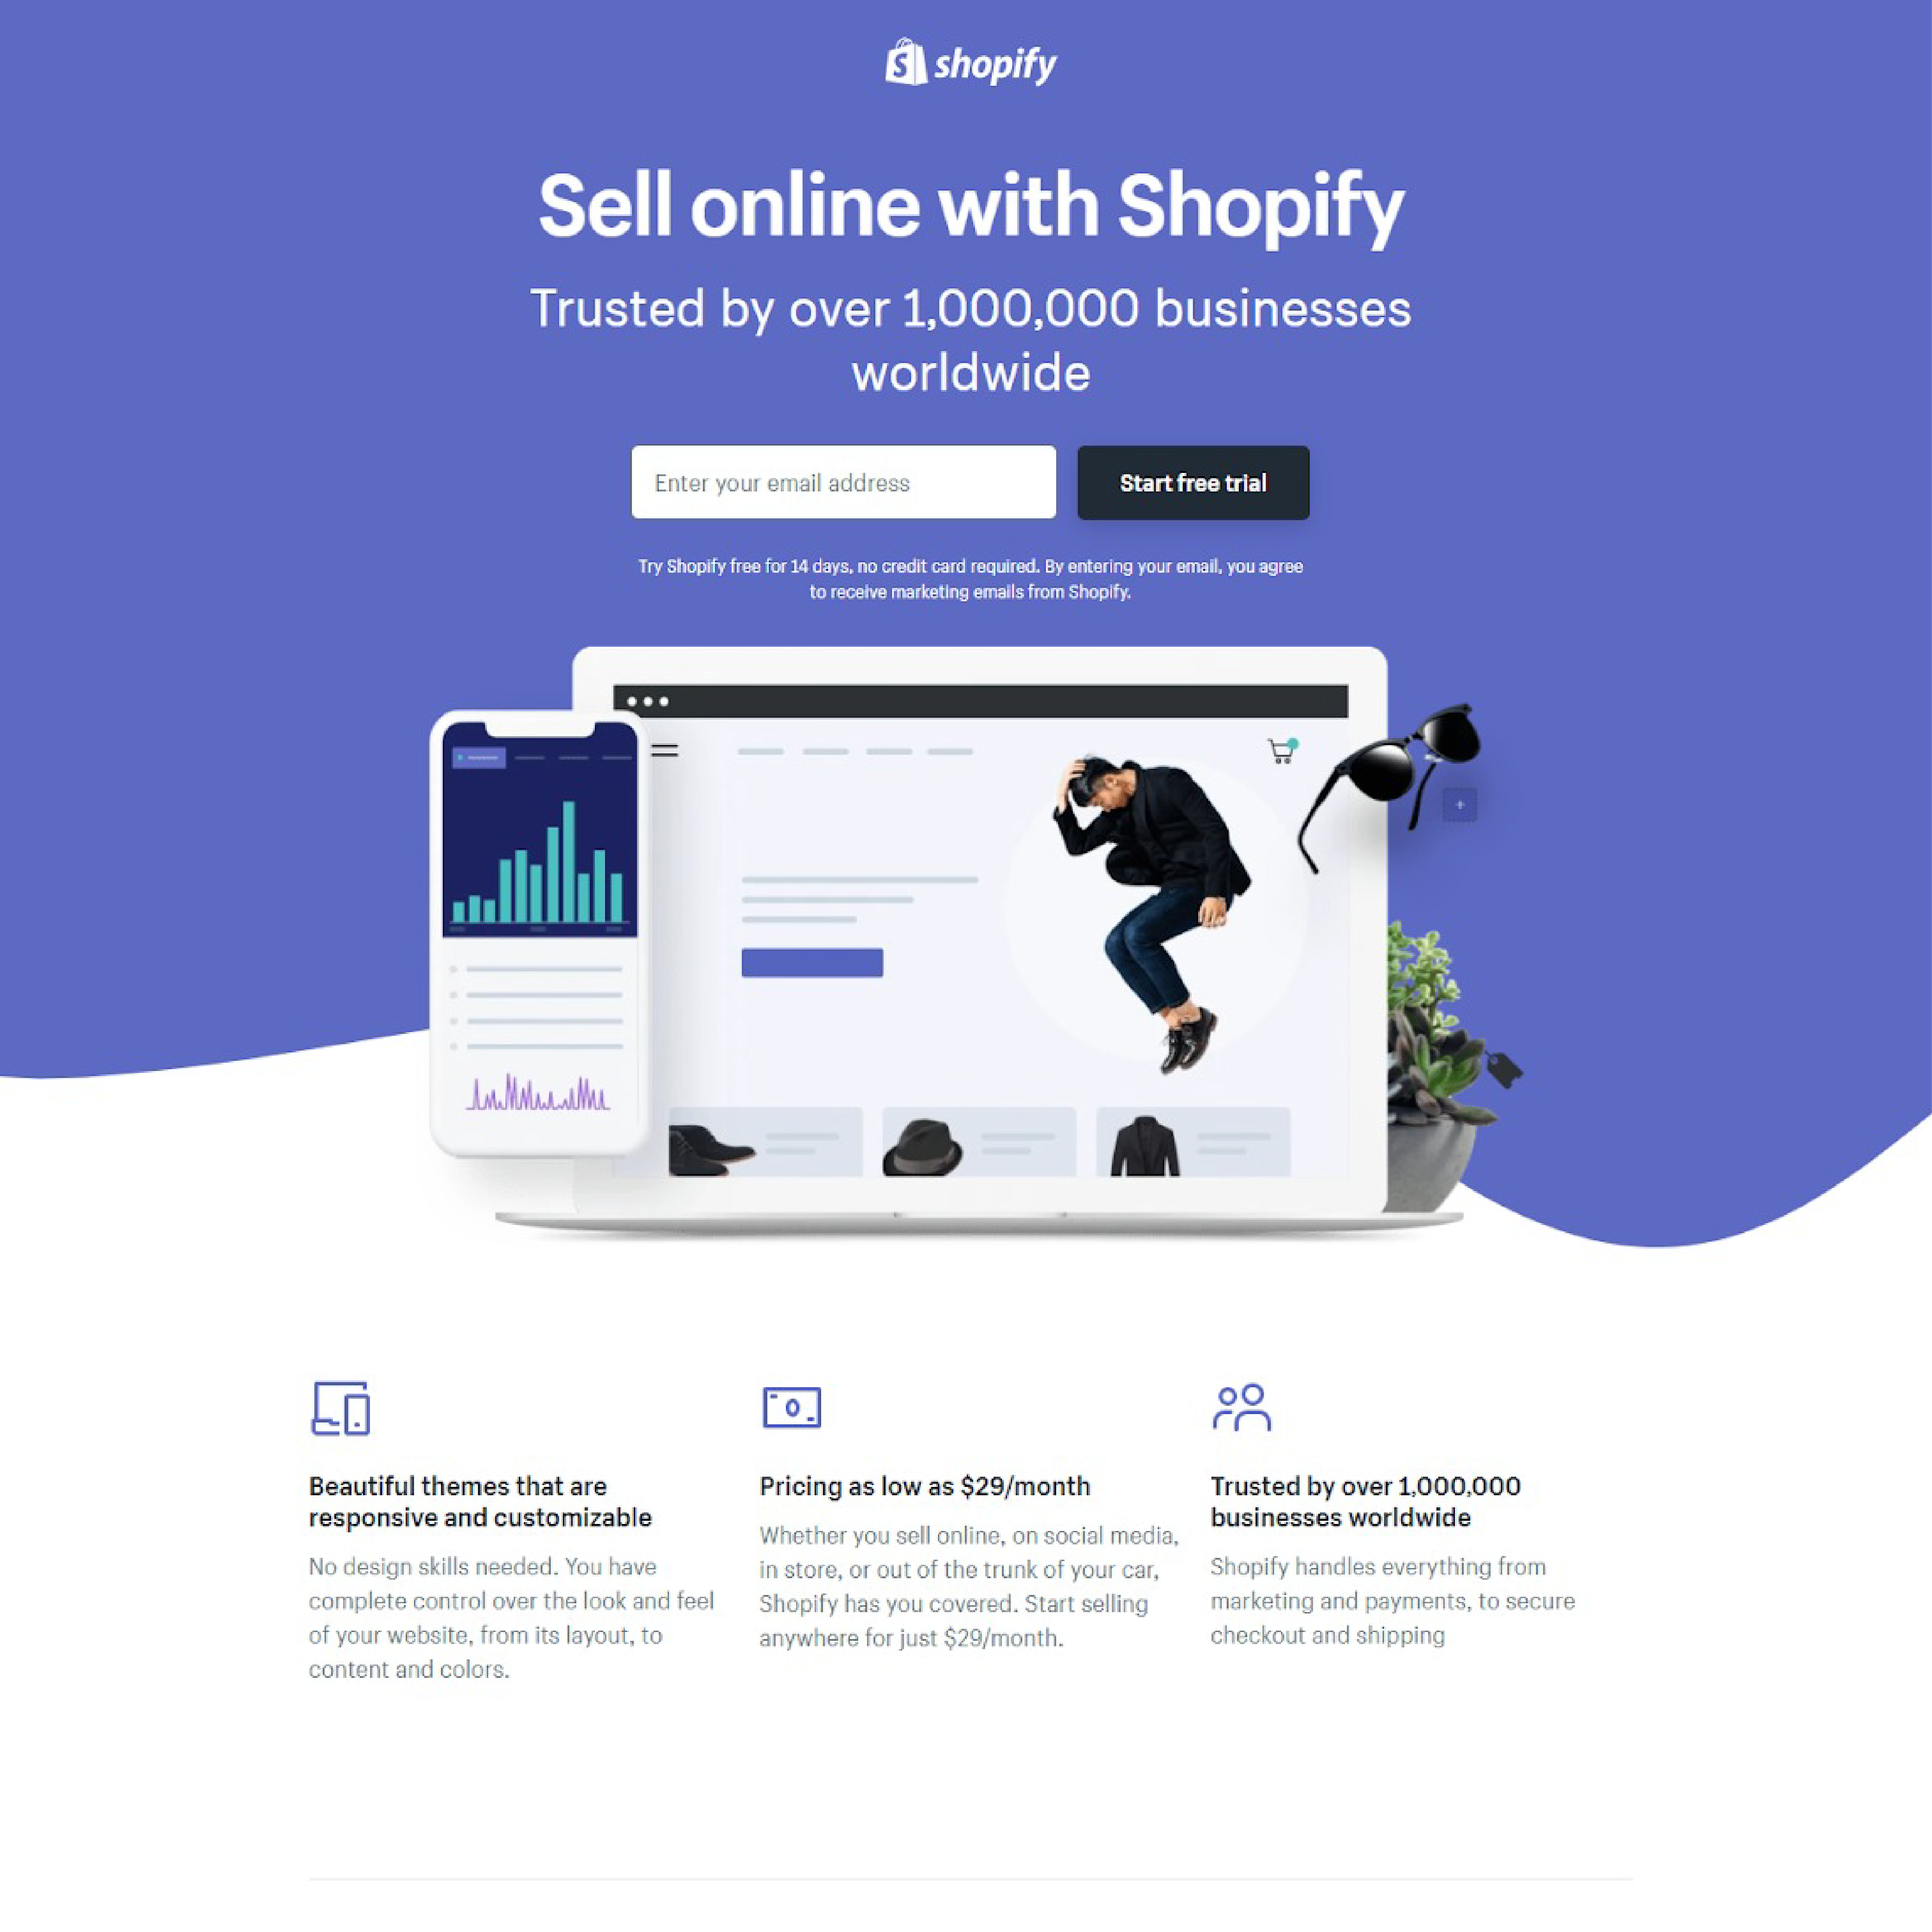 shopify
Sell online with Shopify
Trusted by over 1,000,000 businesses
worldwide
Enter your email address
Start free trial
Try Shopify free for 14 days, no credit card required. By entering your email, you agree
to receive marketing emails from Shopify.
Beautiful themes that are
responsive and customizable
No design skills needed. You have
complete control over the look and feel
of your website, from its layout, to
content and colors.
Pricing as low as $29/month
Whether you sell online, on social media,
in store, or out of the trunk of your car,
Shopify has you covered. Start selling
anywhere for just $29/month.
Trusted by over 1,000,000
businesses worldwide
Shopify handles everything from
marketing and payments, to secure
checkout and shipping